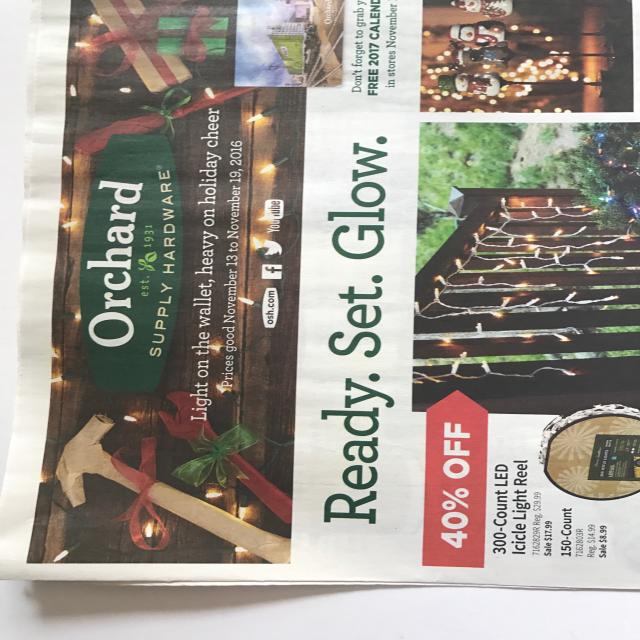 Orchard
est. 1931
SUPPLY HARDWARE®
Light on the wallet, heavy on holiday cheer
Prices good November 13 to November 19, 2016
osh.com f YouTube
Don't forget to grab
FREE 2017
in stores November
Ready. Set. Glow.
40% OFF
300-Count LED
Icicle Light Reel
7162829R Reg. $29.99
Sale $17.99
150-Count
7162803R
Reg. $14.99
Sale $8.99